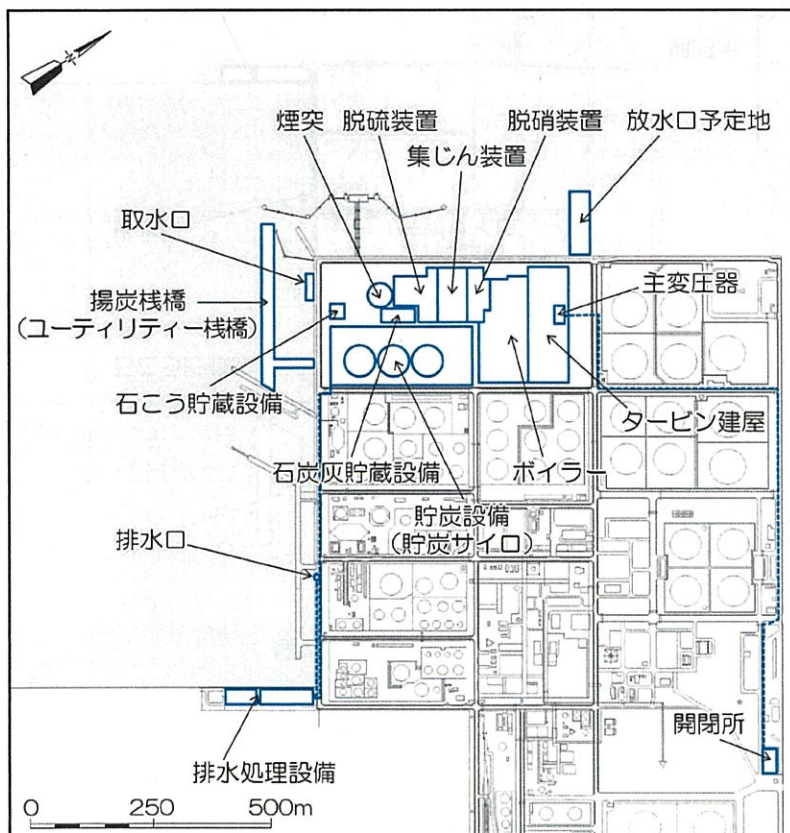 煙突
脱硫装置
脱硝装置
放水口予定地
集じん装置
取水口
主変圧器
揚炭桟橋
(ユーティリティー桟橋)
石こう貯蔵設備
タービン建屋
石炭灰貯蔵設備
ボイラー
貯炭設備
(貯炭サイロ)
排水口
開閉所
排水処理設備
0 250 500m